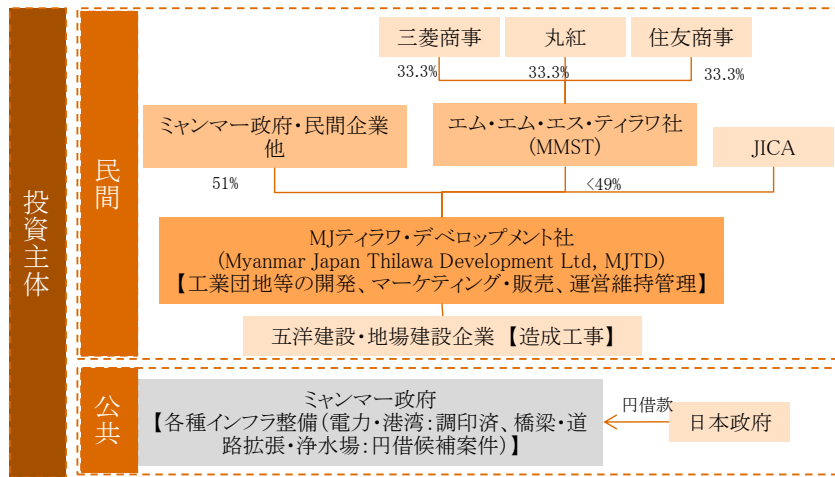 投資主体
民間
三菱商事
丸紅
住友商事
33.3%
33.3%
33.3%
ミャンマー政府・民間企業
他
エム・エム・エス・ティラワ社
(MMST)
JICA
51%
<49%
MJティラワ・デベロップメント社
(Myanmar Japan Thilawa Development Ltd, MJTD)
【工業団地等の開発、マーケティング・販売、運営維持管理】
五洋建設・地場建設企業 【造成工事】
公共
ミャンマー政府
【各種インフラ整備(電力・港湾:調印済、橋梁・道
路拡張・浄水場:円借候補案件)】
円借款
日本政府